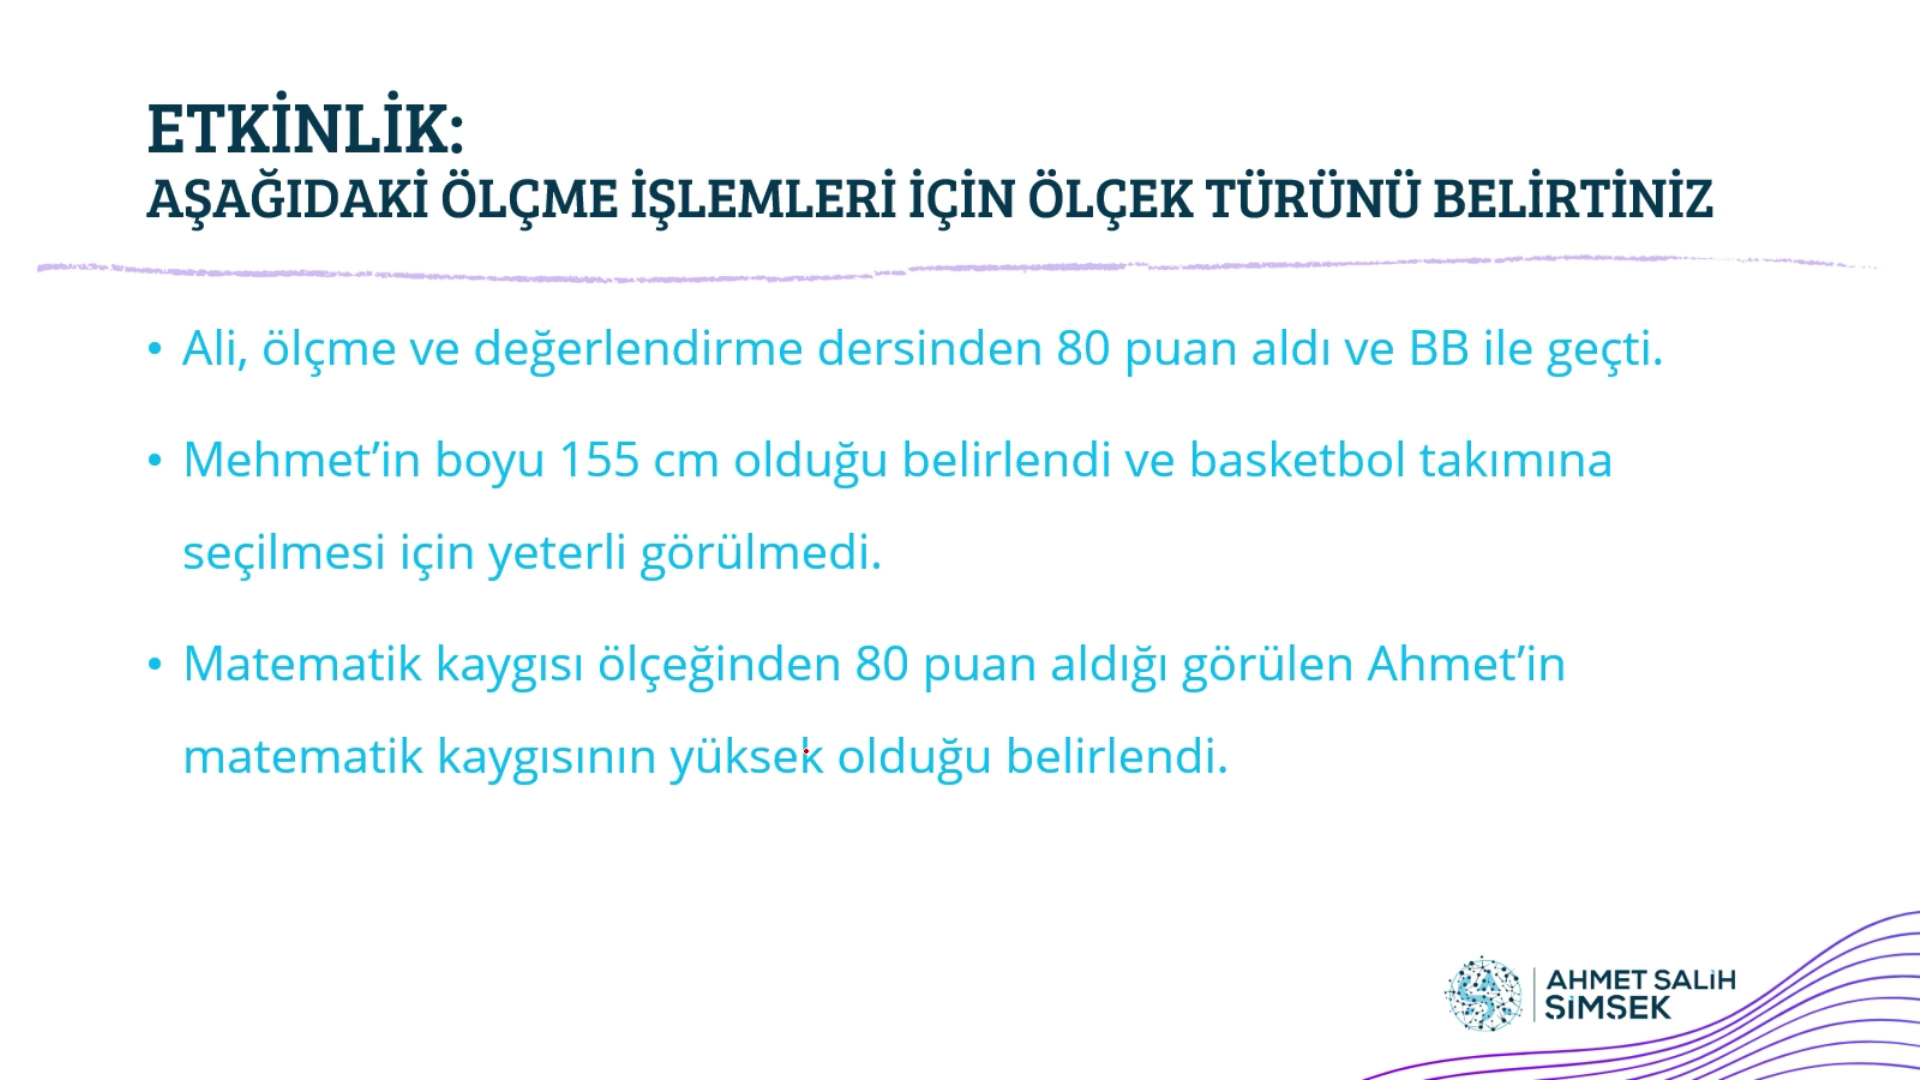 ETKİNLİK:
AŞAĞIDAKİ ÖLÇME İŞLEMLERİ İÇİN ÖLÇEK TÜRÜNÜ BELİRTİNİZ
• Ali, ölçme ve değerlendirme dersinden 80 puan aldı ve BB ile geçti.
• Mehmet’in boyu 155 cm olduğu belirlendi ve basketbol takımına
seçilmesi için yeterli görülmedi.
• Matematik kaygısı ölçeğinden 80 puan aldığı görülen Ahmet’in
matematik kaygısının yüksek olduğu belirlendi.
AHMET SALİH
SİMSEK